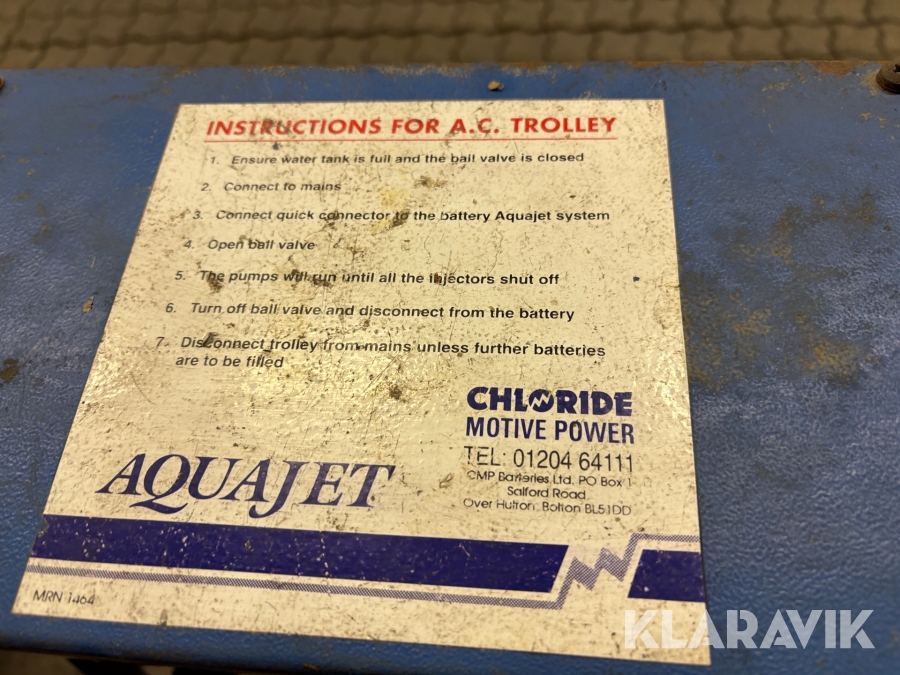 INSTRUCTIONS FOR A.C. TROLLEY
1. Ensure water tank is full and the ball valve is closed
2. Connect to mains
3. Connect quick connector to the battery Aquajet system
4. Open ball valve
5. The pumps will run until all the injectors shut off
6. Turn off ball valve and disconnect from the battery
7. Disconnect trolley from mains unless further batteries
are to be filled
CHLORIDE
MOTIVE POWER
TEL: 01204 64111
CMP Batteries Ltd. PO Box 1
Salford Road
Over Hulton, Bolton BL5 1DD
AQUAJET
MRN 1464
KLARAVIK